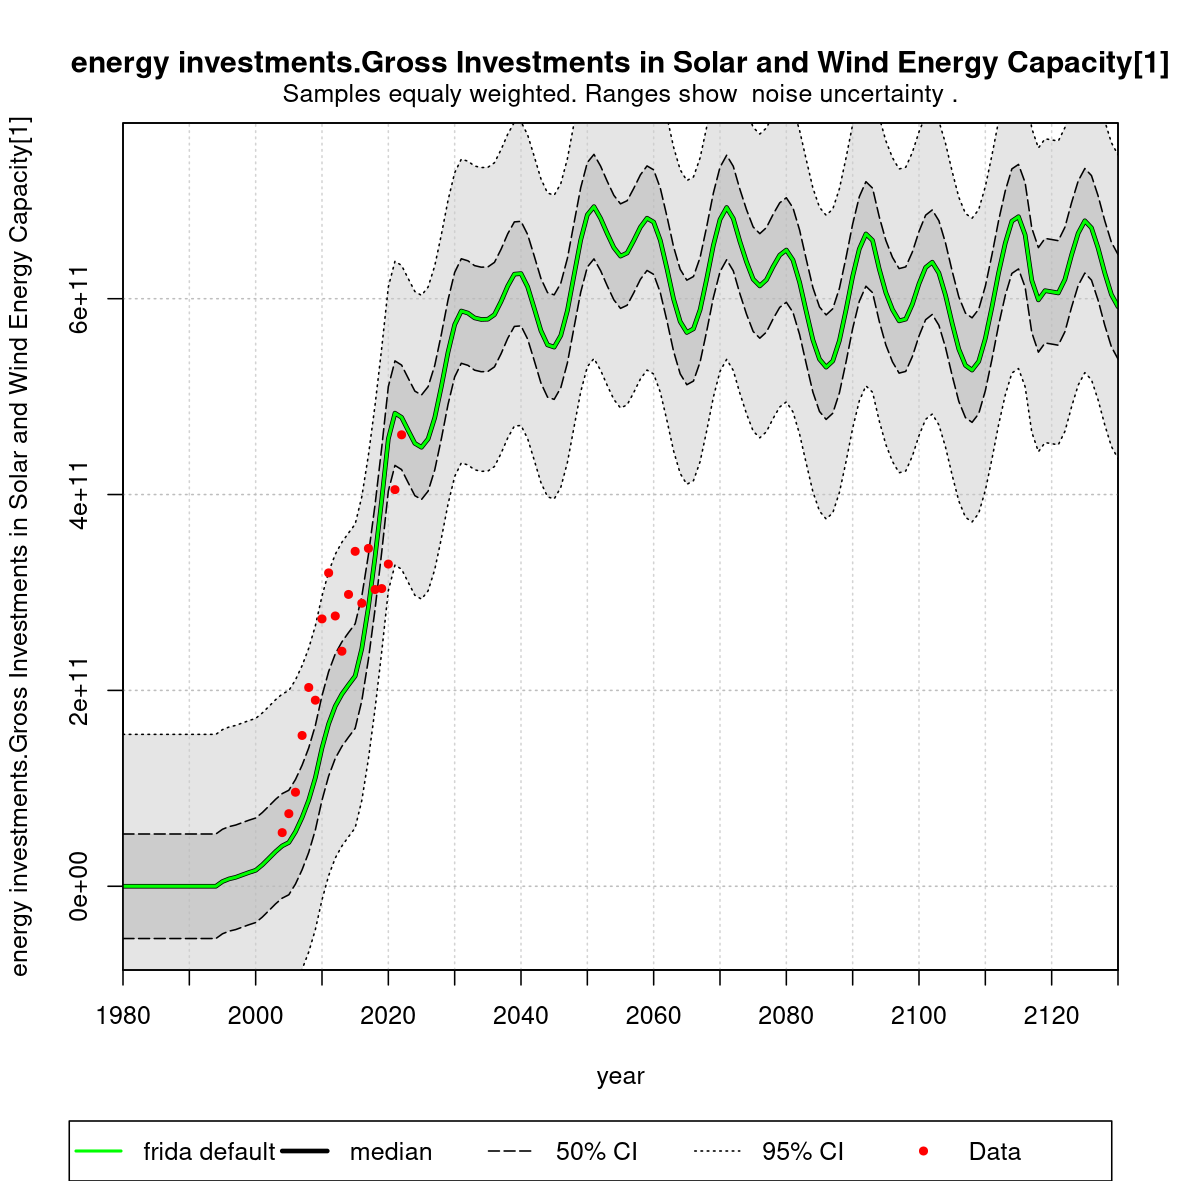 energy investments.Gross Investments in Solar and Wind Energy Capacity[1]
Samples equaly weighted. Ranges show  noise uncertainty .
energy investments.Gross Investments in Solar and Wind Energy Capacity[1]
6e+11
4e+11
2e+11
0e+00
1980 2000 2020 2040 2060 2080 2100 2120
year
frida default median 50% CI 95% CI Data